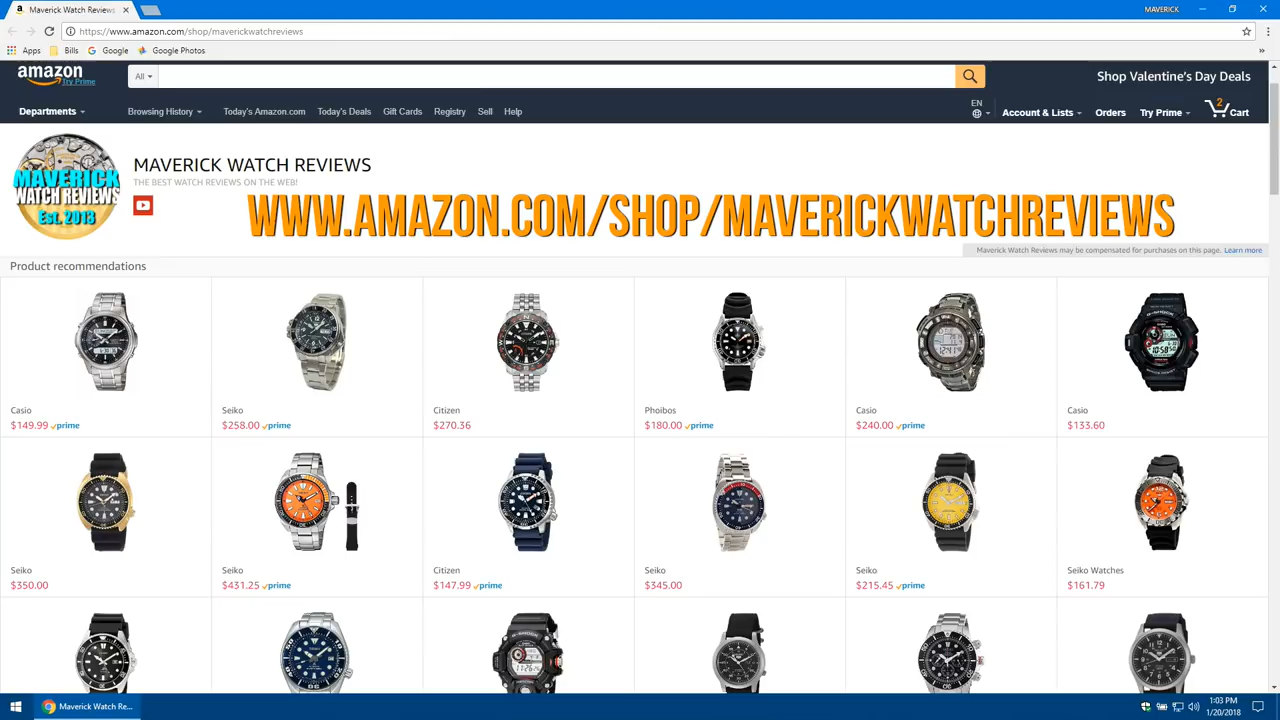 Maverick Watch Reviews
MAVERICK
https://www.amazon.com/shop/maverickwatchreviews
Apps Bills Google Google Photos
amazon
Try Prime
All
Shop Valentine's Day Deals
Departments Browsing History Today's Amazon.com Today's Deals Gift Cards Registry Sell Help
EN
Account & Lists Orders Try Prime 2 Cart
MAVERICK
WATCH REVIEWS
Est. 2013
MAVERICK WATCH REVIEWS
THE BEST WATCH REVIEWS ON THE WEB!
WWW.AMAZON.COM/SHOP/MAVERICKWATCHREVIEWS
Maverick Watch Reviews may be compensated for purchases on this page. Learn more
Product recommendations
Casio Seiko Citizen Phoibos Casio Casio
$149.99 prime $258.00 prime $270.36 $180.00 prime $240.00 prime $133.60
Seiko Seiko Citizen Seiko Seiko Seiko Watches
$350.00 $431.25 prime $147.99 prime $345.00 $215.45 prime $161.79
Maverick Watch Re...
1:03 PM
1/20/2018